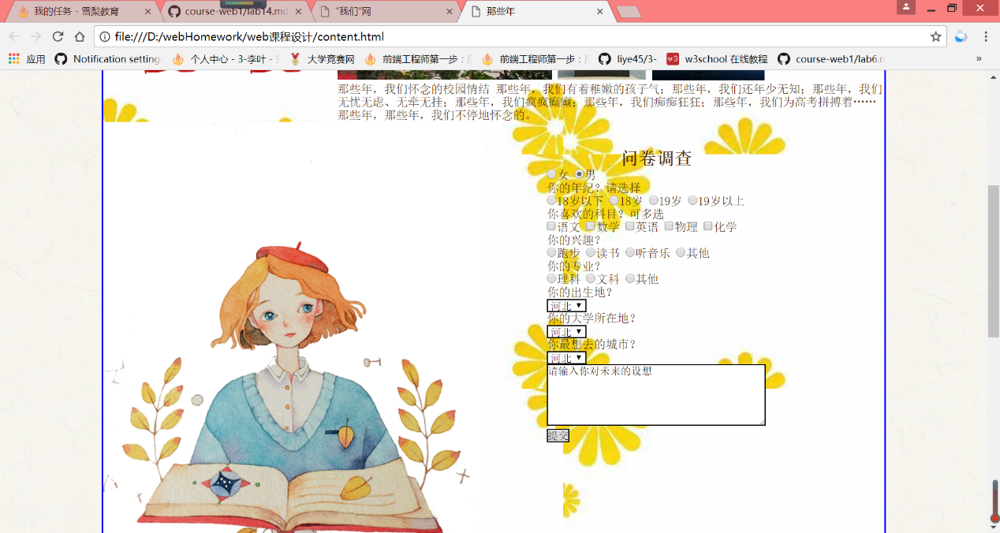 我的任务 - 雪梨教育
course-web1/lab14.md
“我们”网
那些年
file:///D:/webHomework/web课程设计/content.html
应用
Notification setting
个人中心 - 3-李叶 -
大学竞赛网
前端工程师第一步：
前端工程师第一步：
liye45/3-
w3school 在线教程
course-web1/lab6.
»
那些年，我们怀念的校园情结 那些年，我们有着稚嫩的孩子气；那些年，我们还年少无知；那些年，我们
无忧无虑、无牵无挂；那些年，我们疯疯癫癫；那些年，我们痴痴狂狂；那些年，我们为高考拼搏着……
那些年，那些年，我们不停地怀念的。
问卷调查
女 男
你的年纪？请选择
18岁以下 18岁 19岁 19岁以上
你喜欢的科目？可多选
语文 数学 英语 物理 化学
你的兴趣？
跑步 读书 听音乐 其他
你的专业？
理科 文科 其他
你的出生地？
河北
你的大学所在地？
河北
你最想去的城市？
河北
请输入你对未来的设想
提交